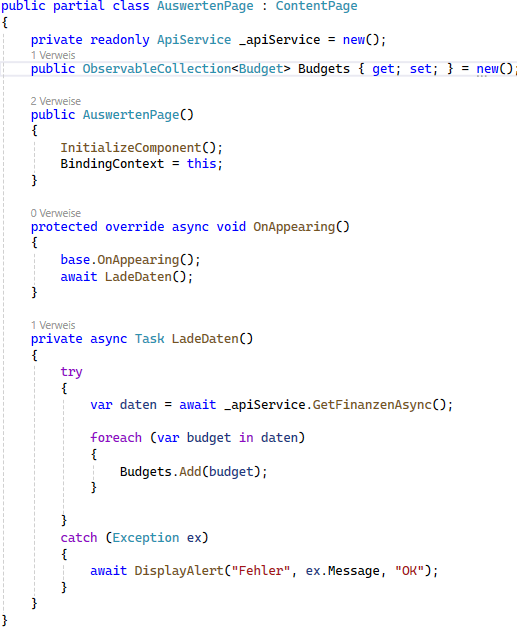 public partial class AuswertenPage : ContentPage
{
private readonly ApiService _apiService = new();
1 Verweis
public ObservableCollection<Budget> Budgets { get; set; } = new();
2 Verweise
public AuswertenPage()
{
InitializeComponent();
BindingContext = this;
}
0 Verweise
protected override async void OnAppearing()
{
base.OnAppearing();
await LadeDaten();
}
1 Verweis
private async Task LadeDaten()
{
try
{
var daten = await _apiService.GetFinanzenAsync();
foreach (var budget in daten)
{
Budgets.Add(budget);
}
}
catch (Exception ex)
{
await DisplayAlert("Fehler", ex.Message, "OK");
}
}
}